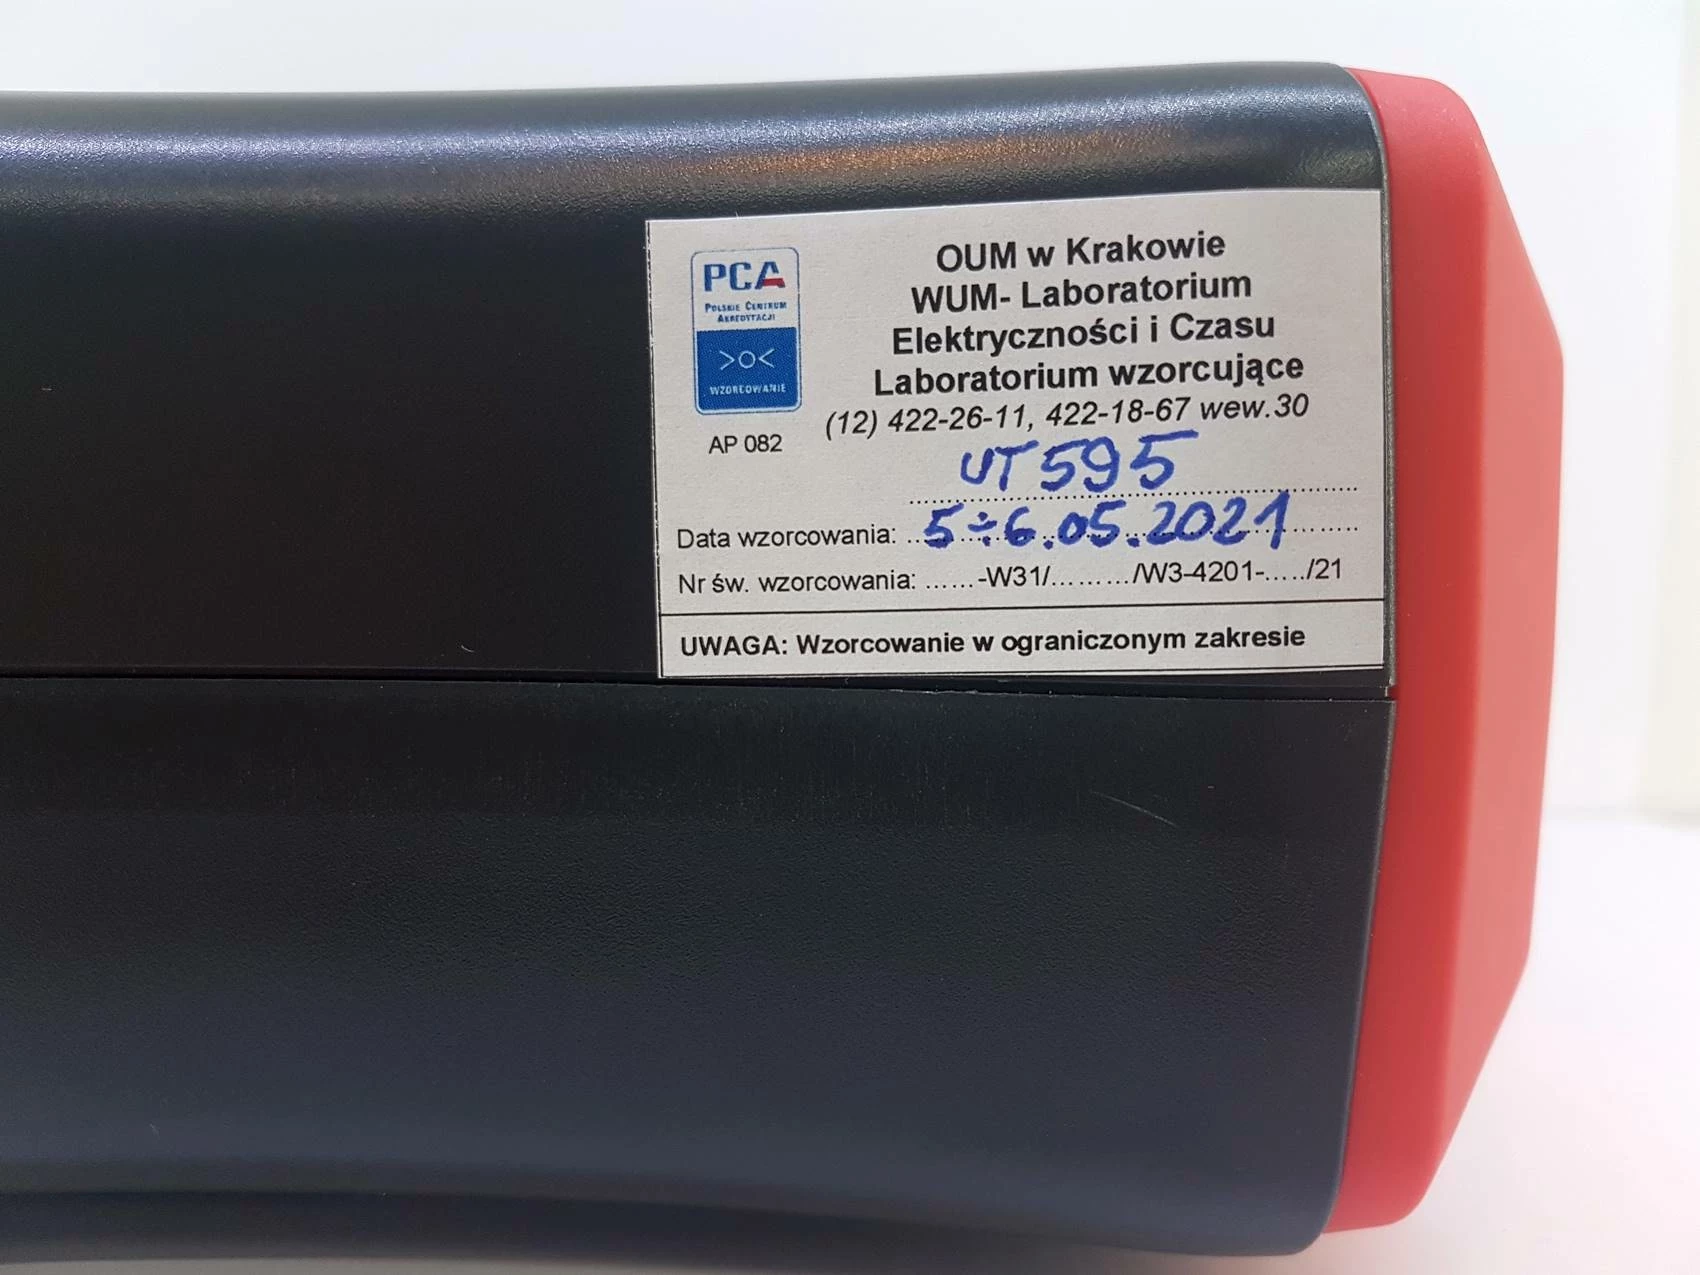 PCA
POLSKIE CENTRUM
AKREDYTACJI
>O<
WZORCOWANIE
AP 082
OUM w Krakowie
WUM- Laboratorium
Elektryczności i Czasu
Laboratorium wzorcujące
(12) 422-26-11, 422-18-67 wew.30
UT595
Data wzorcowania: 5÷6.05.2021
Nr św. wzorcowania: ......-W31/........./W3-4201-...../21
UWAGA: Wzorcowanie w ograniczonym zakresie